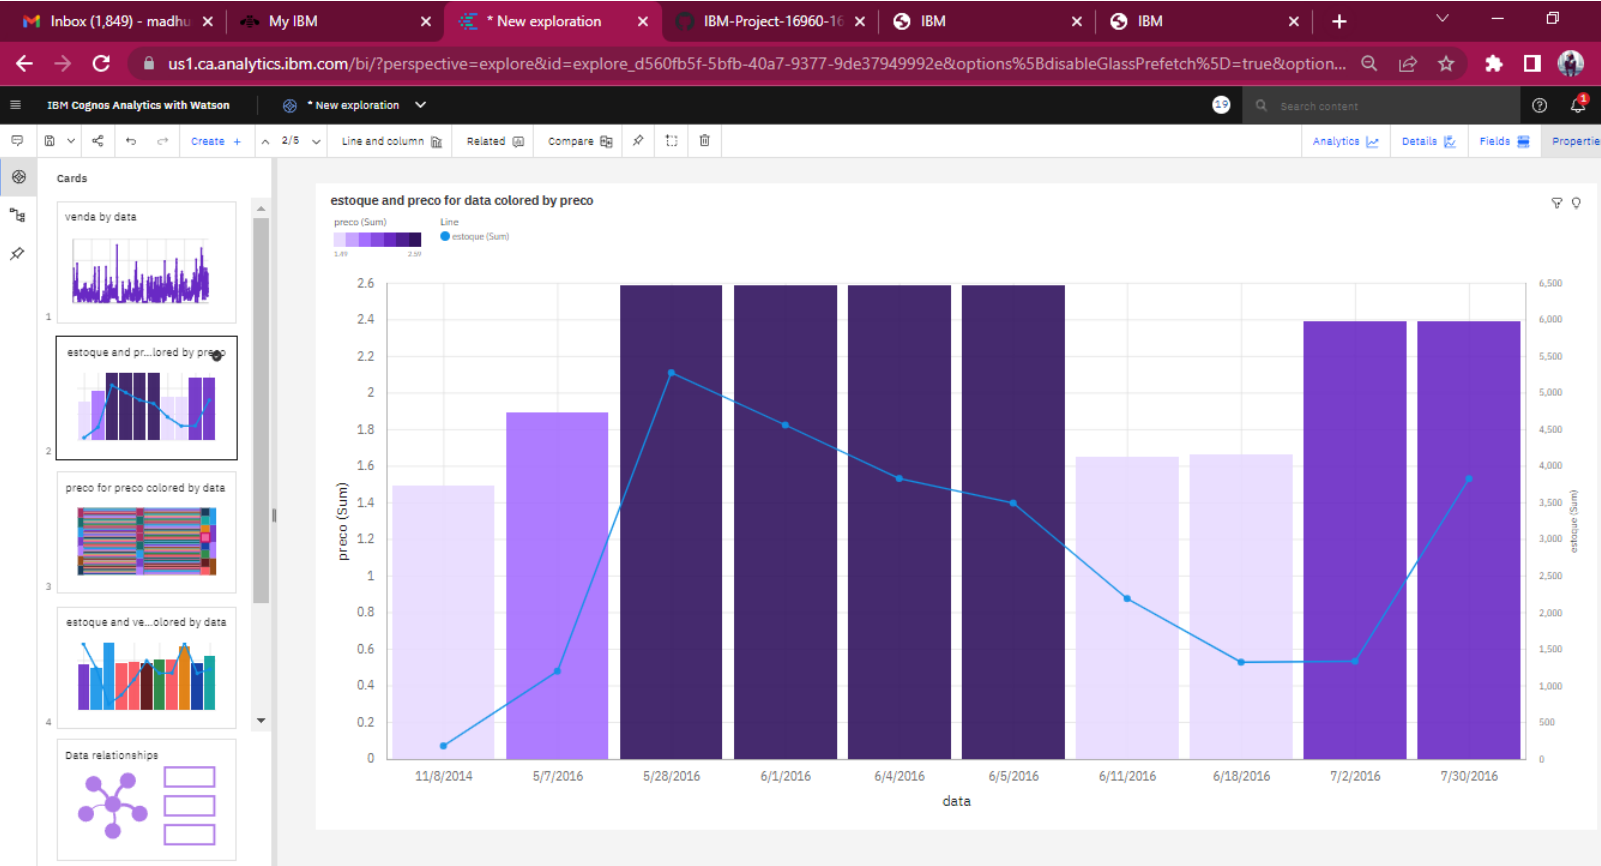 Inbox (1,849) - madhu
My IBM
* New exploration
IBM-Project-16960-16
IBM
IBM
us1.ca.analytics.ibm.com/bi/?perspective=explore&id=explore_d560fb5f-5bfb-40a7-9377-9de37949992e&options%5BdisableGlassPrefetch%5D=true&option...
IBM Cognos Analytics with Watson
* New exploration
19
Search content
1
Create +
2/5
Line and column
Related
Compare
Analytics
Details
Fields
Propertie
Cards
venda by data
1
estoque and pr...lored by preco
2
preco for preco colored by data
3
estoque and ve...olored by data
4
Data relationships
estoque and preco for data colored by preco
preco (Sum)
Line
estoque (Sum)
1.49
2.59
2.6
2.4
2.2
2
1.8
1.6
1.4
1.2
1
0.8
0.6
0.4
0.2
0
preco (Sum)
6,500
6,000
5,500
5,000
4,500
4,000
3,500
3,000
2,500
2,000
1,500
1,000
500
0
estoque (Sum)
11/8/2014
5/7/2016
5/28/2016
6/1/2016
6/4/2016
6/5/2016
6/11/2016
6/18/2016
7/2/2016
7/30/2016
data